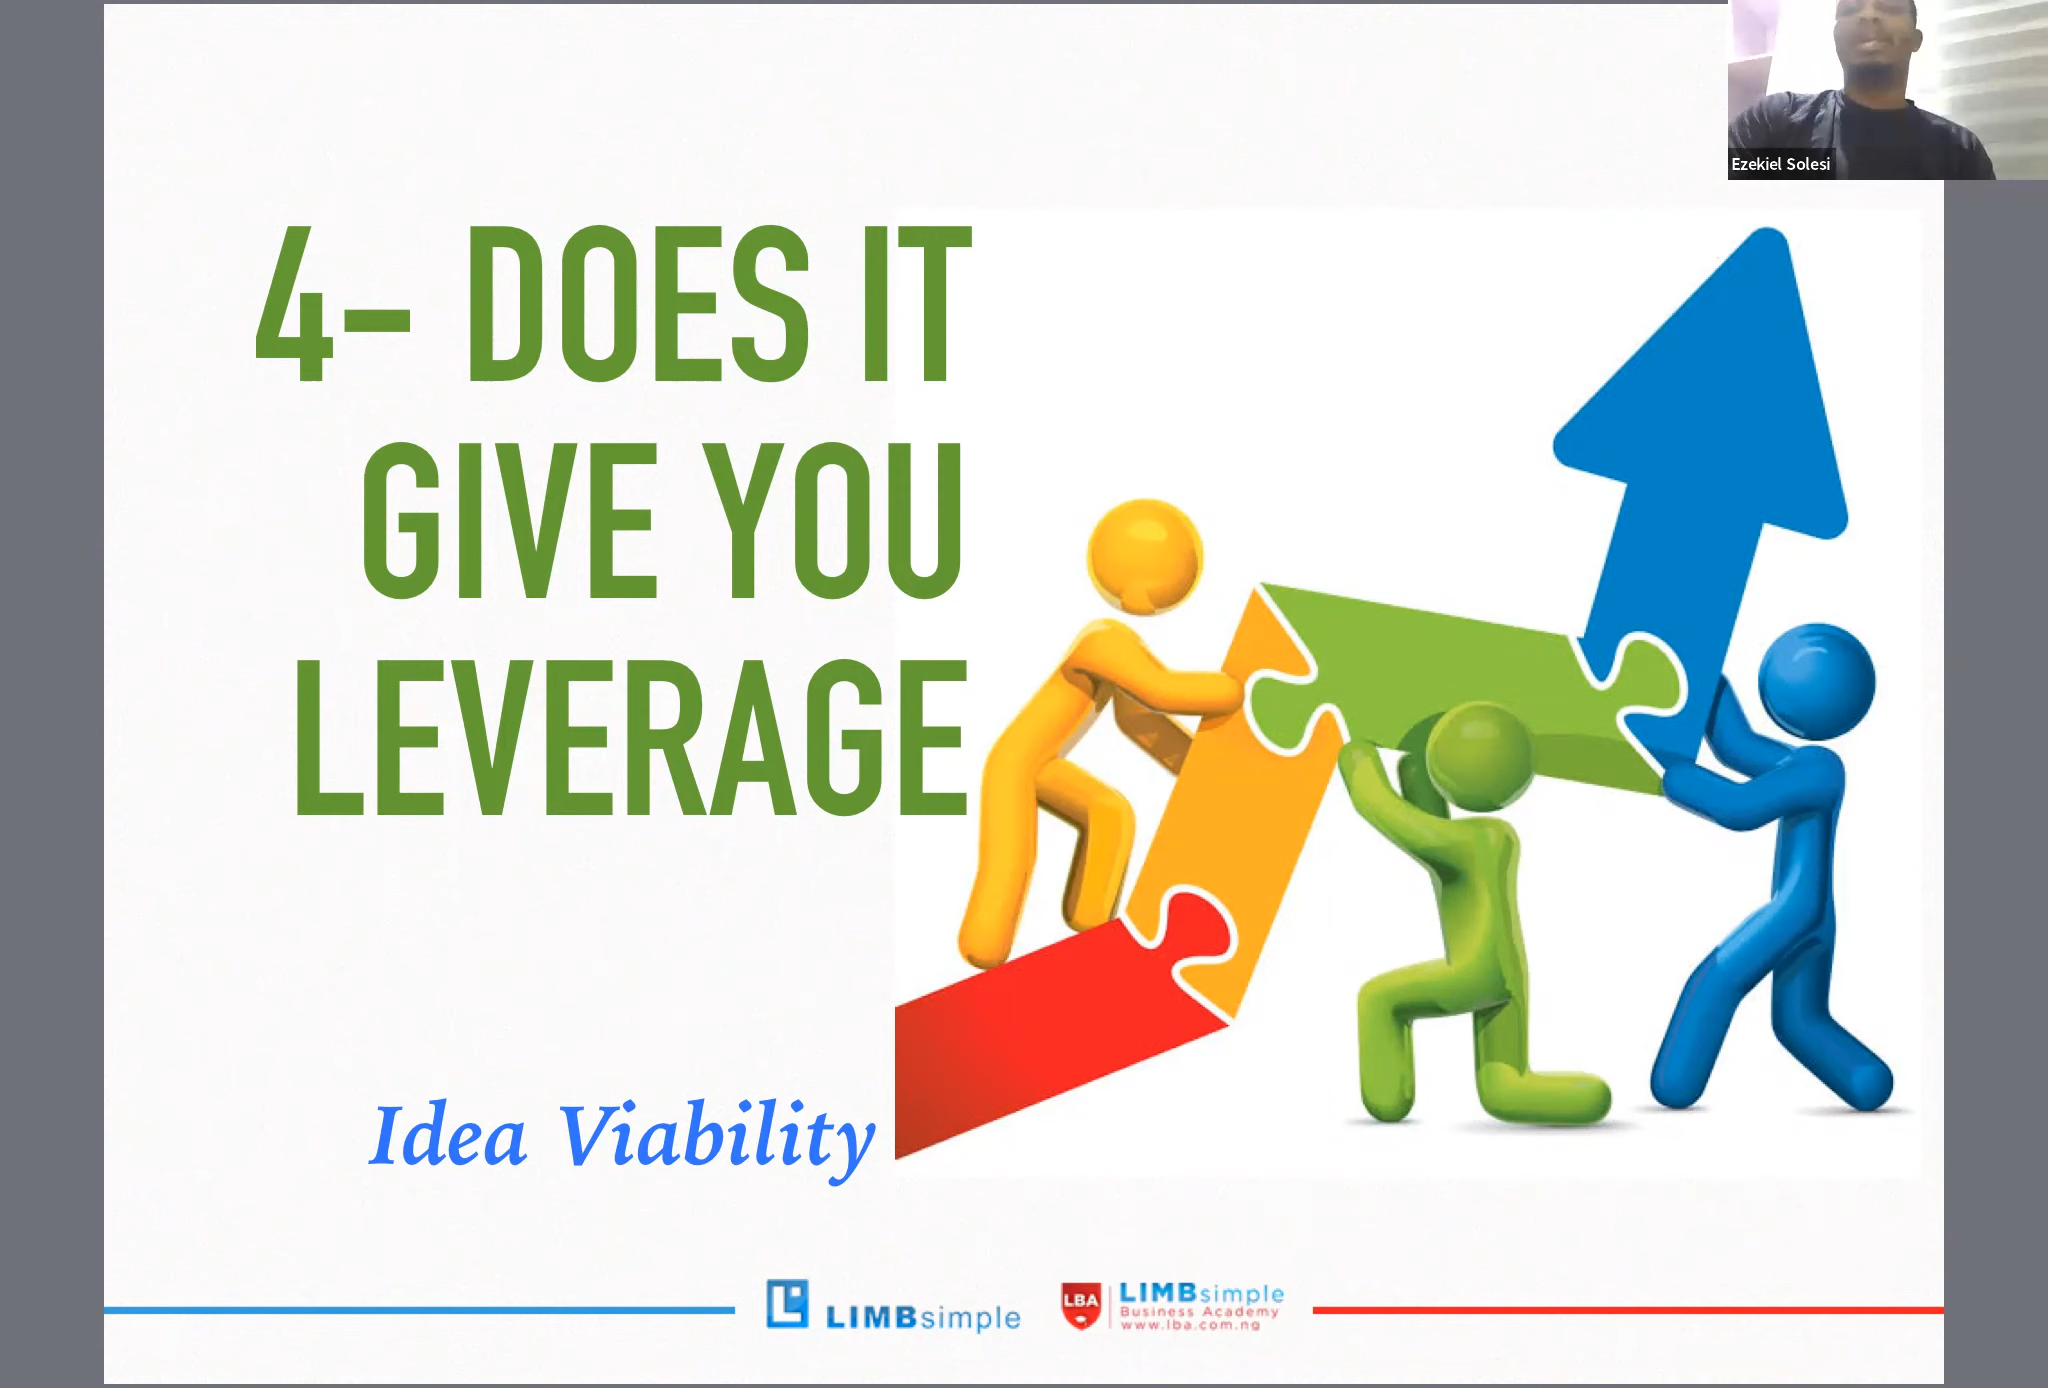 Ezekiel Solesi
4- DOES IT
GIVE YOU
LEVERAGE
Idea Viability
LIMBsimple
LBA
LIMBsimple
Business Academy
www.lba.com.ng